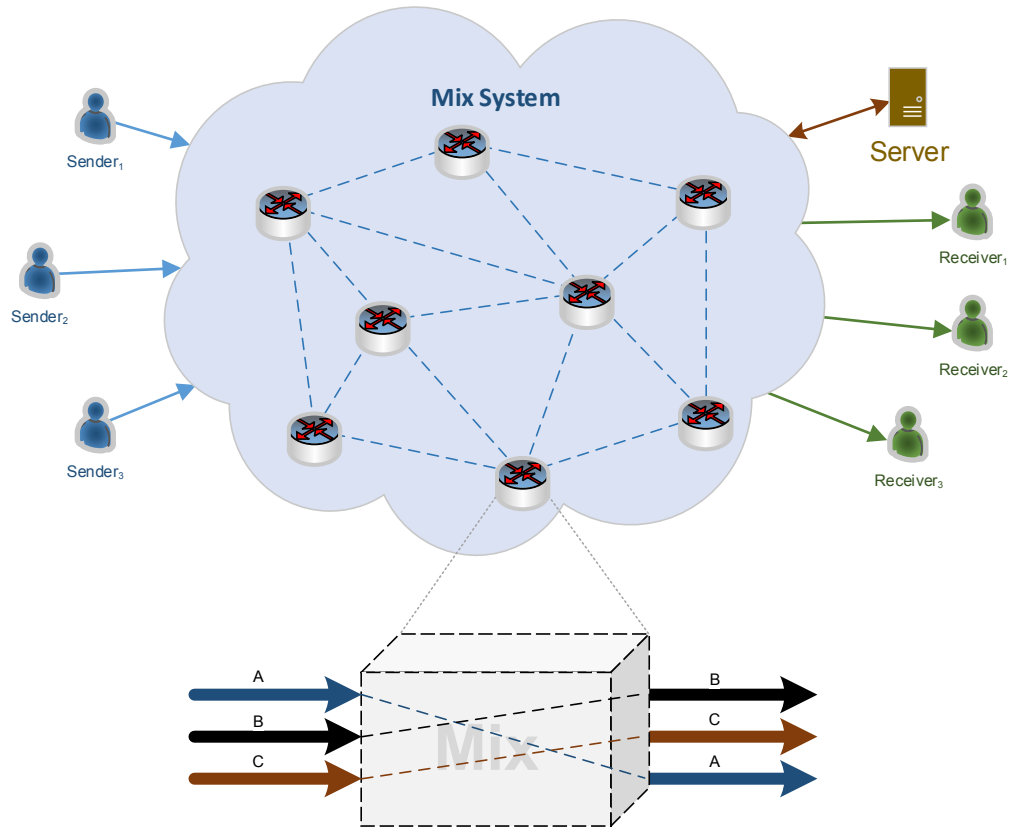 Mix System
Server
Sender₁
Sender₂
Sender₃
Receiver₁
Receiver₂
Receiver₃
A
B
C
Mix
B
C
A